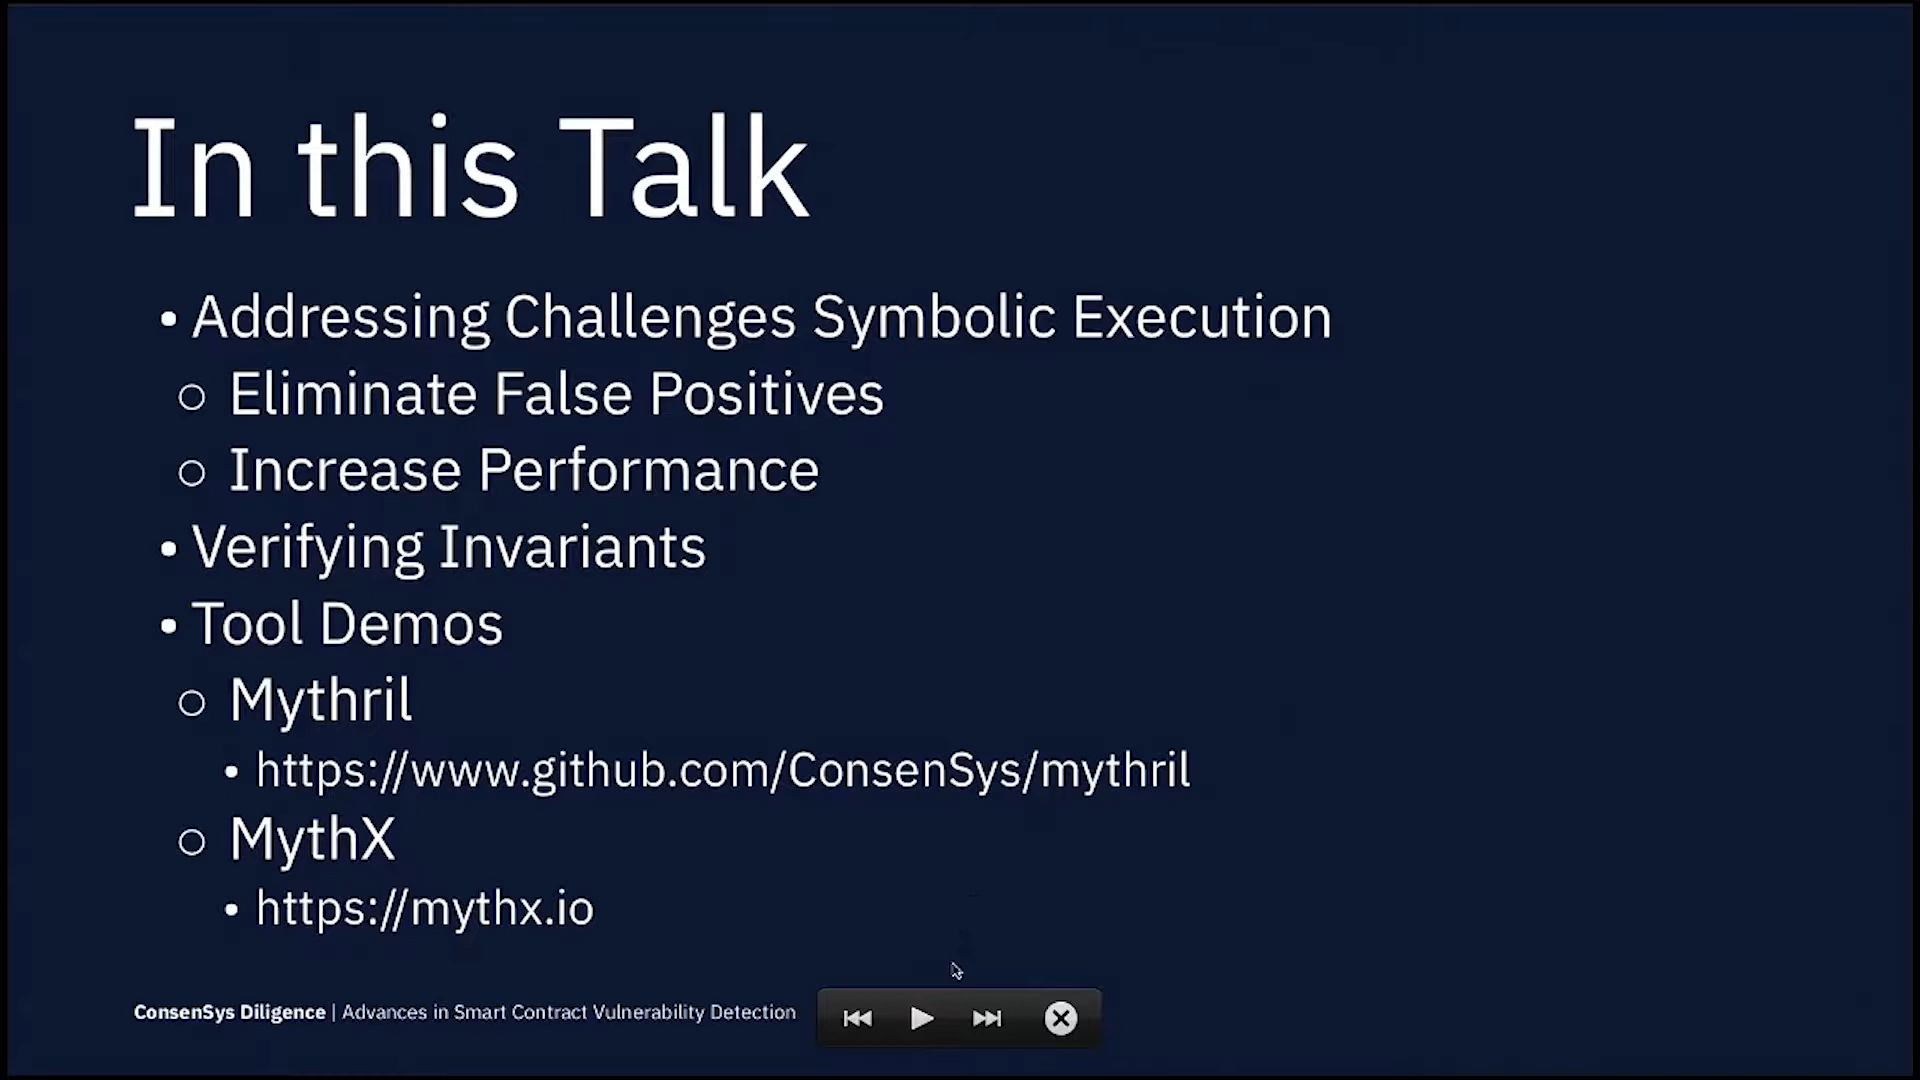 In this Talk
• Addressing Challenges Symbolic Execution
○ Eliminate False Positives
○ Increase Performance
• Verifying Invariants
• Tool Demos
○ Mythril
• https://www.github.com/ConsenSys/mythril
○ MythX
• https://mythx.io
ConsenSys Diligence | Advances in Smart Contract Vulnerability Detection